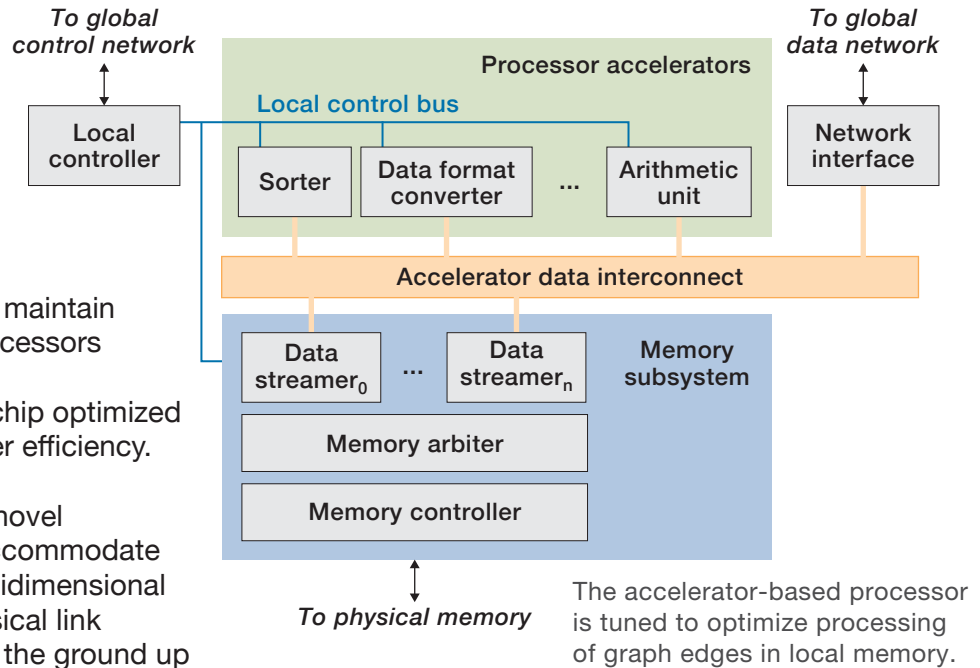 To global
control network
To global
data network
Processor accelerators
Local control bus
Local
controller
Network
interface
Sorter
Data format
converter
...
Arithmetic
unit
Accelerator data interconnect
maintain
cessors
chip optimized
er efficiency.
novel
commodate
idimensional
sical link
the ground up
Data
streamer0
...
Data
streamern
Memory
subsystem
Memory arbiter
Memory controller
To physical memory
The accelerator-based processor
is tuned to optimize processing
of graph edges in local memory.